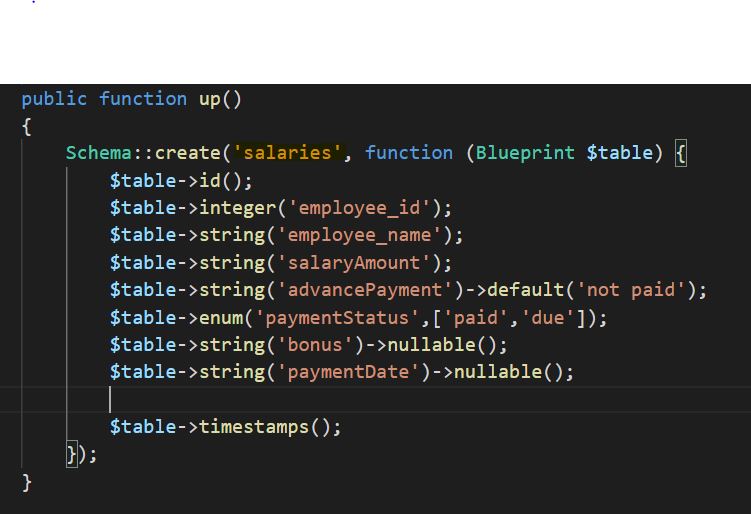 public function up()
{
Schema::create('salaries', function (Blueprint $table) {
$table->id();
$table->integer('employee_id');
$table->string('employee_name');
$table->string('salaryAmount');
$table->string('advancePayment')->default('not paid');
$table->enum('paymentStatus',['paid','due']);
$table->string('bonus')->nullable();
$table->string('paymentDate')->nullable();
$table->timestamps();
});
}